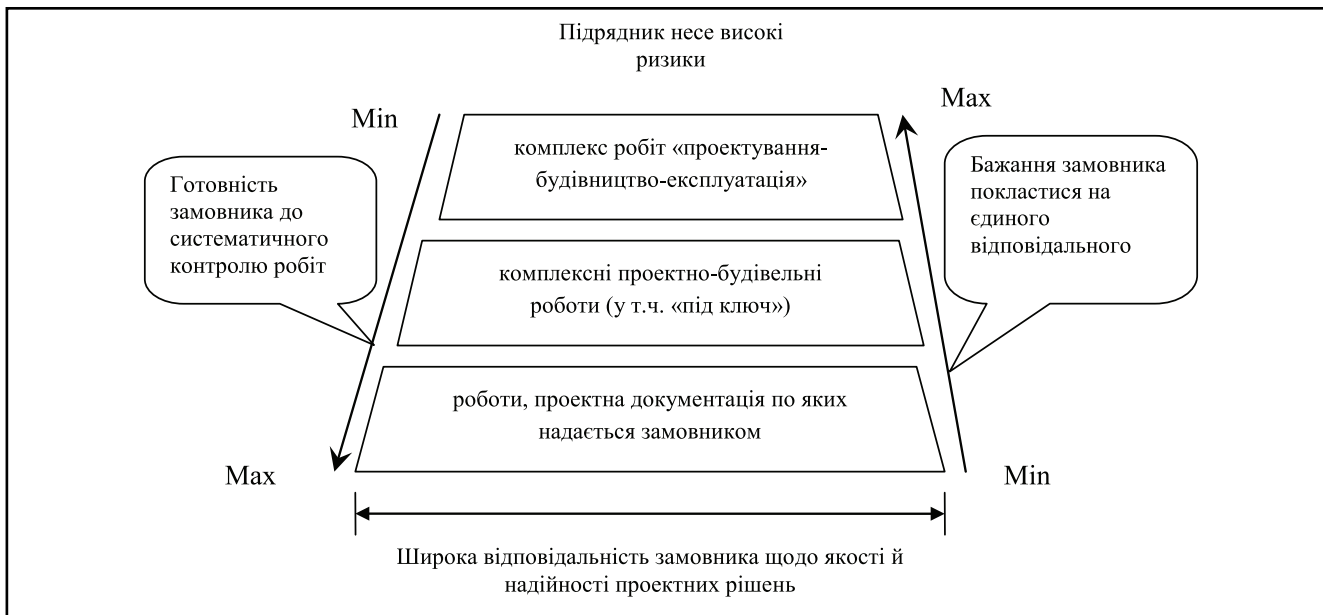 Підрядник несе високі
ризики
Min
Max
комплекс робіт «проектування-
будівництво-експлуатація»
Готовність
замовника до
систематичного
контролю робіт
Бажання замовника
покластися на
єдиного
відповідального
комплексні проектно-будівельні
роботи (у т.ч. «під ключ»)
роботи, проектна документація по яких
надається замовником
Max
Min
Широка відповідальність замовника щодо якості й
надійності проектних рішень